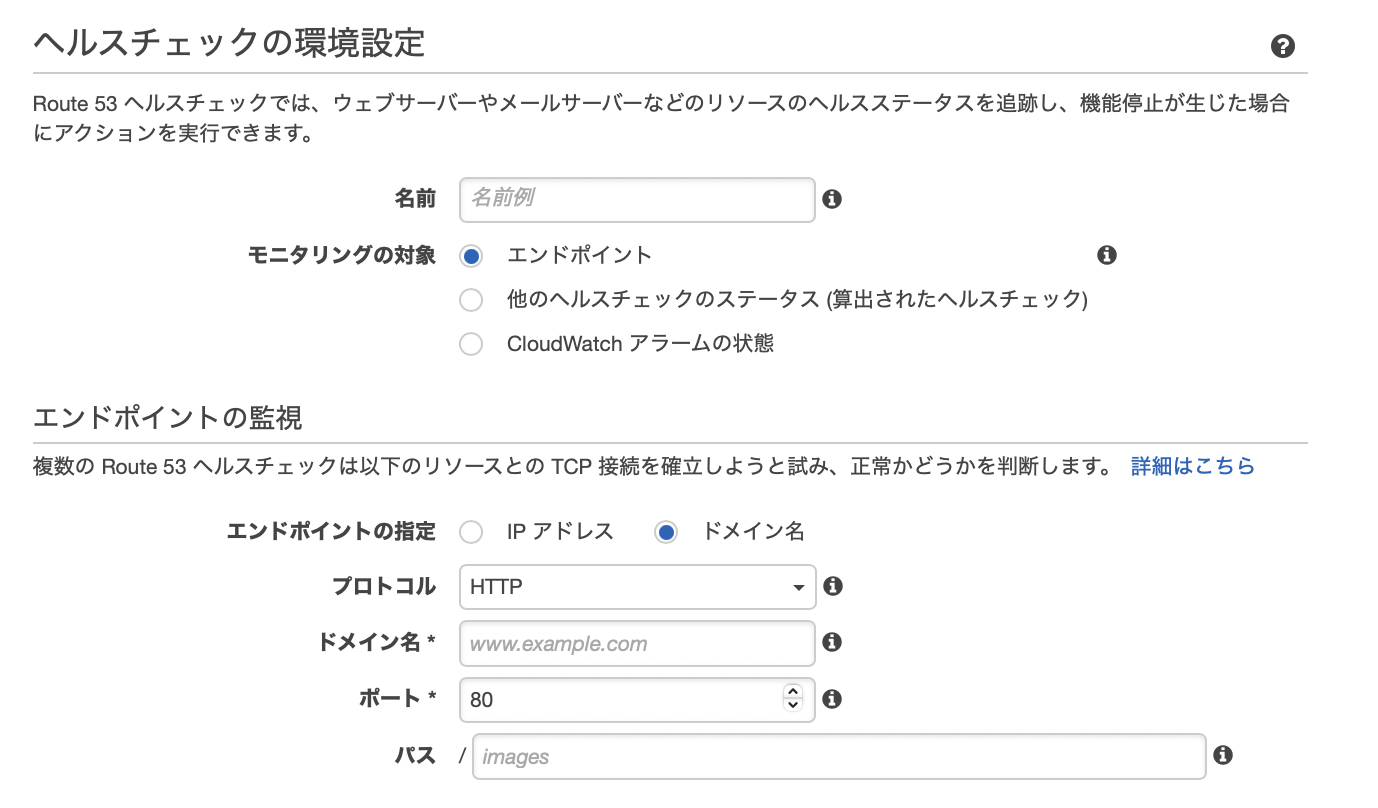 ヘルスチェックの環境設定
Route 53 ヘルスチェックでは、ウェブサーバーやメールサーバーなどのリソースのヘルスステータスを追跡し、機能停止が生じた場合
にアクションを実行できます。
名前 名前例
モニタリングの対象 エンドポイント
他のヘルスチェックのステータス (算出されたヘルスチェック)
CloudWatch アラームの状態
エンドポイントの監視
複数の Route 53 ヘルスチェックは以下のリソースとの TCP 接続を確立しようと試み、正常かどうかを判断します。 詳細はこちら
エンドポイントの指定 IP アドレス ドメイン名
プロトコル HTTP
ドメイン名 * www.example.com
ポート * 80
パス / images